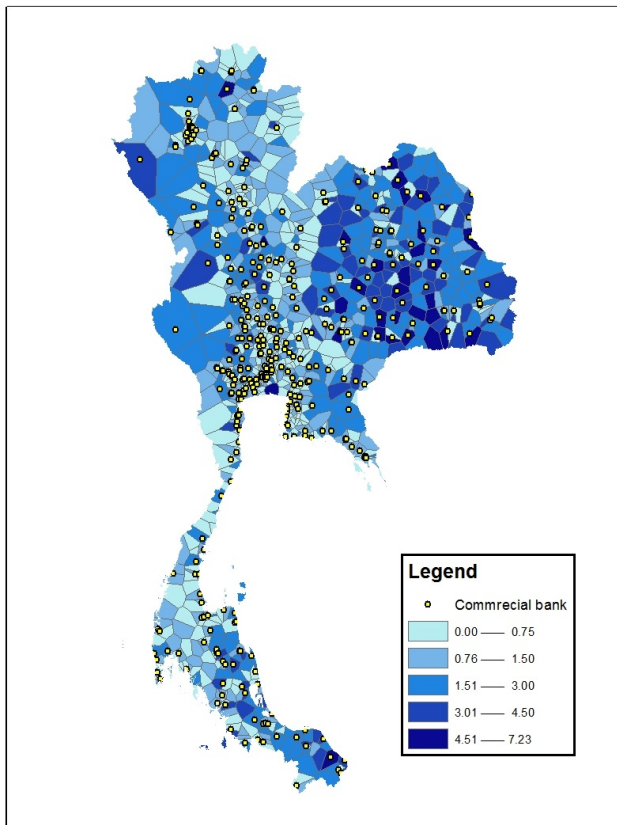 Legend
Commrecial bank
0.00 —— 0.75
0.76 —— 1.50
1.51 —— 3.00
3.01 —— 4.50
4.51 —— 7.23